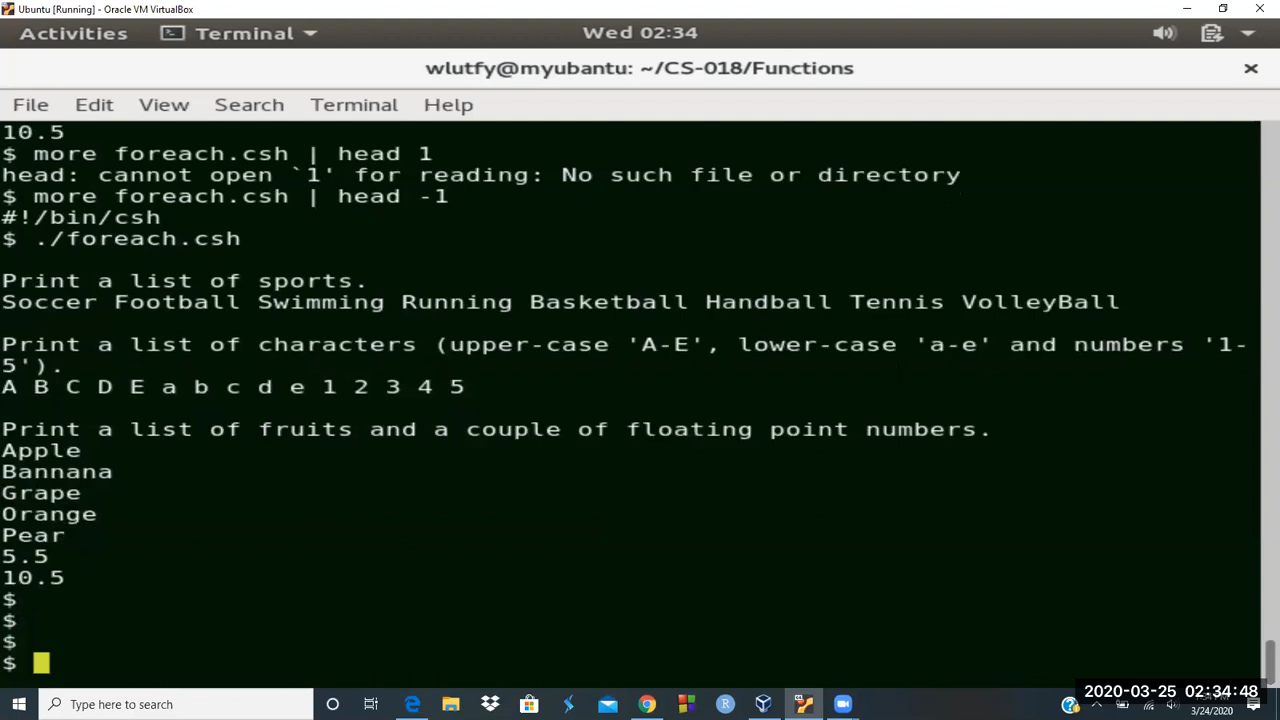 Ubuntu [Running] - Oracle VM VirtualBox
Activities Terminal Wed 02:34
wlutfy@myubantu: ~/CS-018/Functions
File Edit View Search Terminal Help
10.5
$ more foreach.csh | head 1
head: cannot open `1' for reading: No such file or directory
$ more foreach.csh | head -1
#!/bin/csh
$ ./foreach.csh
Print a list of sports.
Soccer Football Swimming Running Basketball Handball Tennis VolleyBall
Print a list of characters (upper-case 'A-E', lower-case 'a-e' and numbers '1-
5').
A B C D E a b c d e 1 2 3 4 5
Print a list of fruits and a couple of floating point numbers.
Apple
Bannana
Grape
Orange
Pear
5.5
10.5
$
$
$
$
Type here to search
2020-03-25 02:34:48
3/24/2020